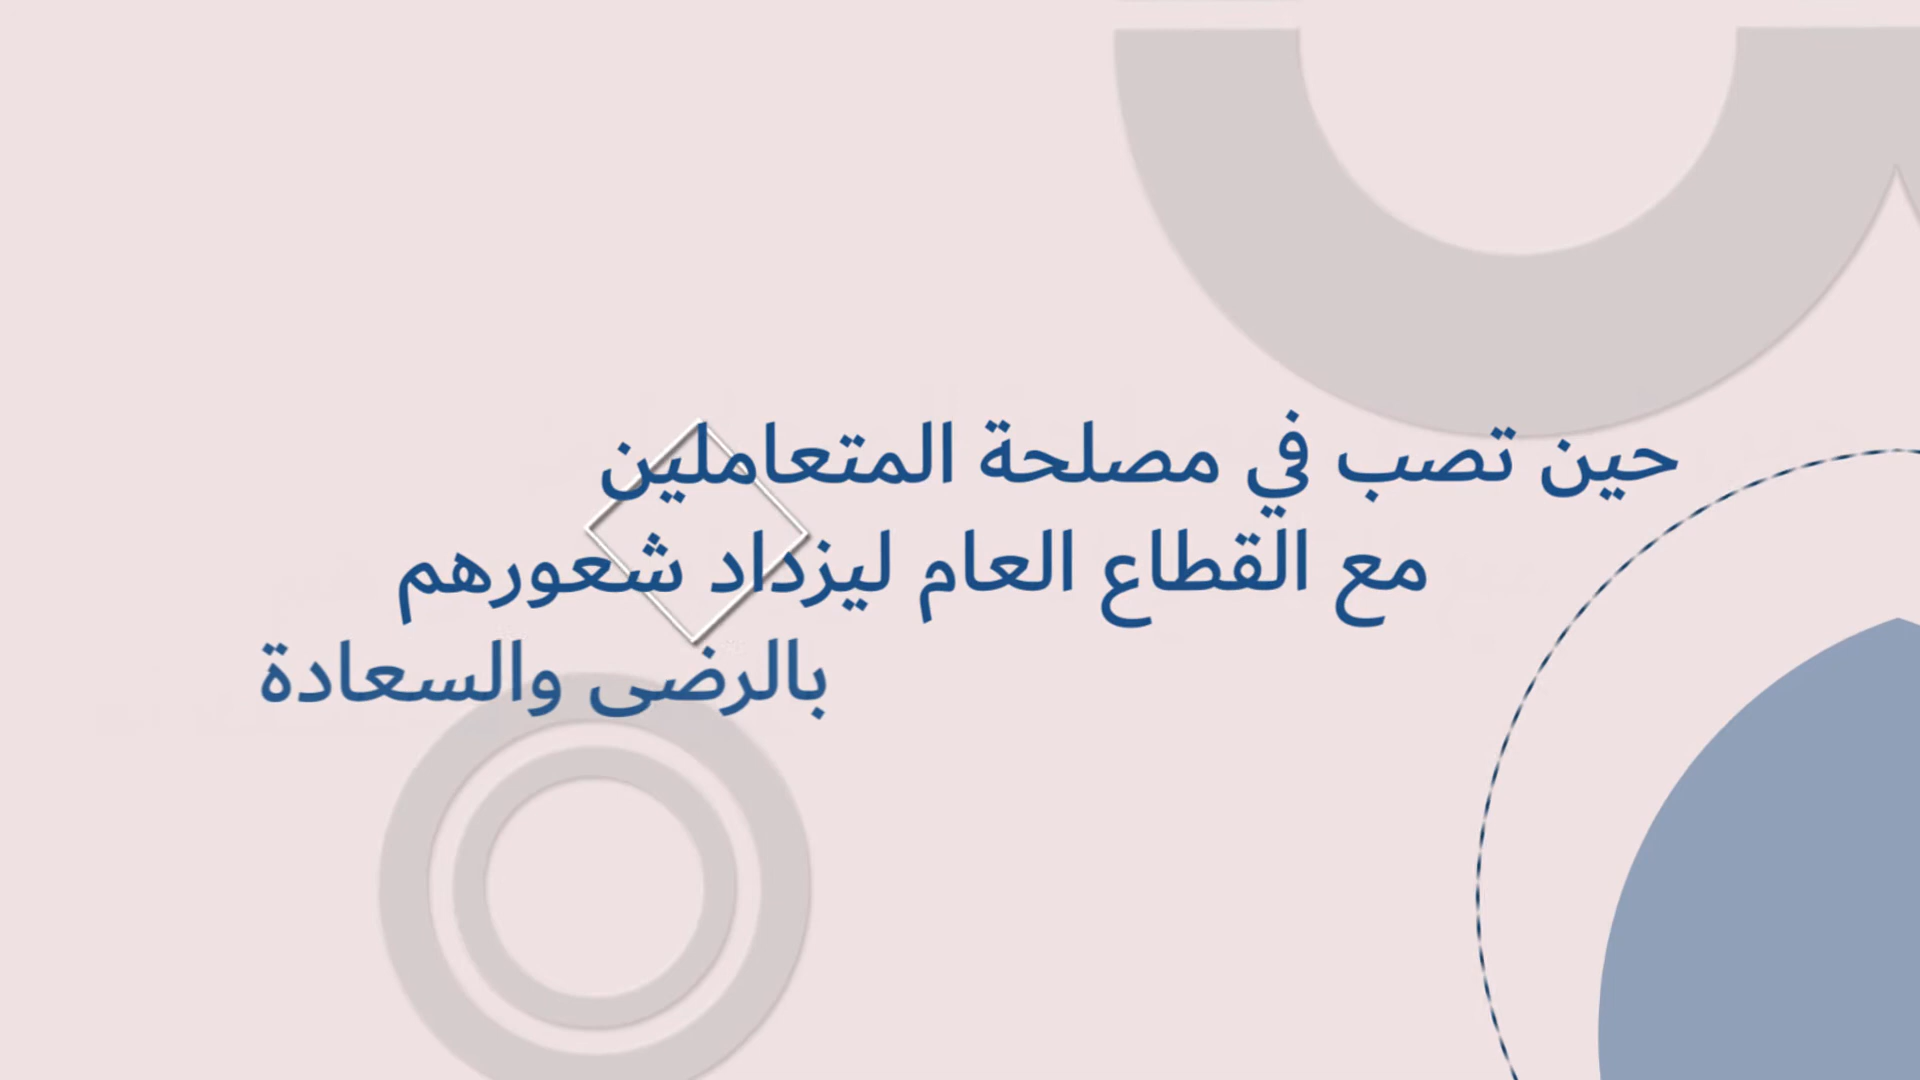 حين تصب في مصلحة المتعاملين
مع القطاع العام ليزداد شعورهم
بالرضى والسعادة